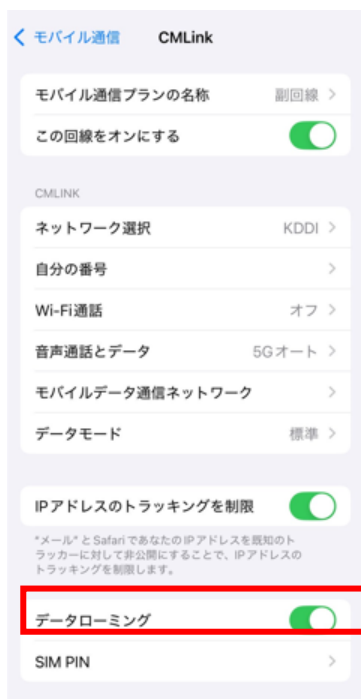 モバイル通信 CMLink
モバイル通信プランの名称 副回線
この回線をオンにする
CMLINK
ネットワーク選択 KDDI
自分の番号
Wi-Fi通話 オフ
音声通話とデータ 5Gオート
モバイルデータ通信ネットワーク
データモード 標準
IPアドレスのトラッキングを制限
"メール"とSafariであなたのIPアドレスを既知のト
ラッカーに対して非公開にすることで、IPアドレスの
トラッキングを制限します。
データローミング
SIM PIN